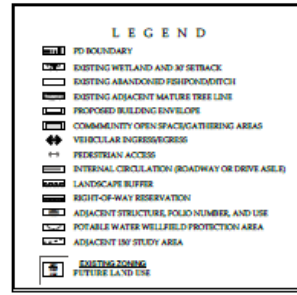 LEGEND
PD BOUNDARY
EXISTING WETLAND AND 30' SETBACK
EXISTING ABANDONED FISHPOND/DITCH
EXISTING ADJACENT MATURE TREE LINE
PROPOSED BUILDING ENVELOPE
COMMMUNITY OPEN SPACE/GATHERING AREAS
VEHICULAR INGRESS/EGRESS
PEDESTRIAN ACCESS
INTERNAL CIRCULATION (ROADWAY OR DRIVE ASILE)
LANDSCAPE BUFFER
RIGHT-OF-WAY RESERVATION
ADJACENT STRUCTURE, FOLIO NUMBER, AND USE
POTABLE WATER WELLFIELD PROTECTION AREA
ADJACENT 150' STUDY AREA
EXISTING ZONING
FUTURE LAND USE